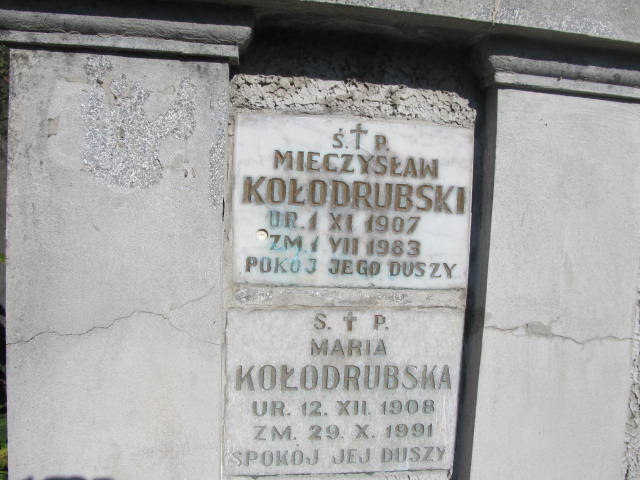 Ś. † P.
MIECZYSŁAW
KOŁODRUBSKI
UR. 1 XI 1907
ZM. 1 VII 1983
POKÓJ JEGO DUSZY
S. † P.
MARIA
KOŁODRUBSKA
UR. 12. XII. 1908
ZM. 29. X. 1991
SPOKÓJ JEJ DUSZY